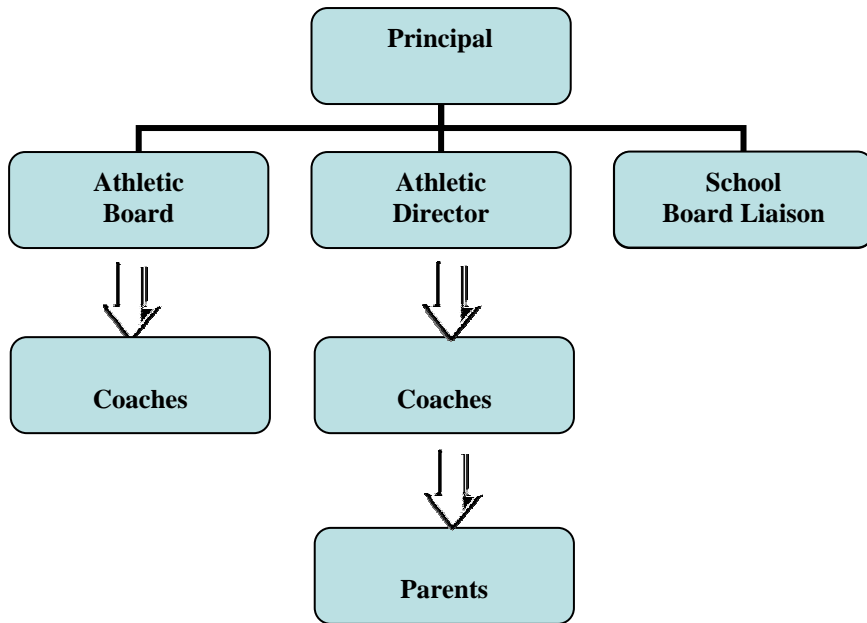 Principal
Athletic
Board
Athletic
Director
School
Board Liaison
Coaches
Coaches
Parents